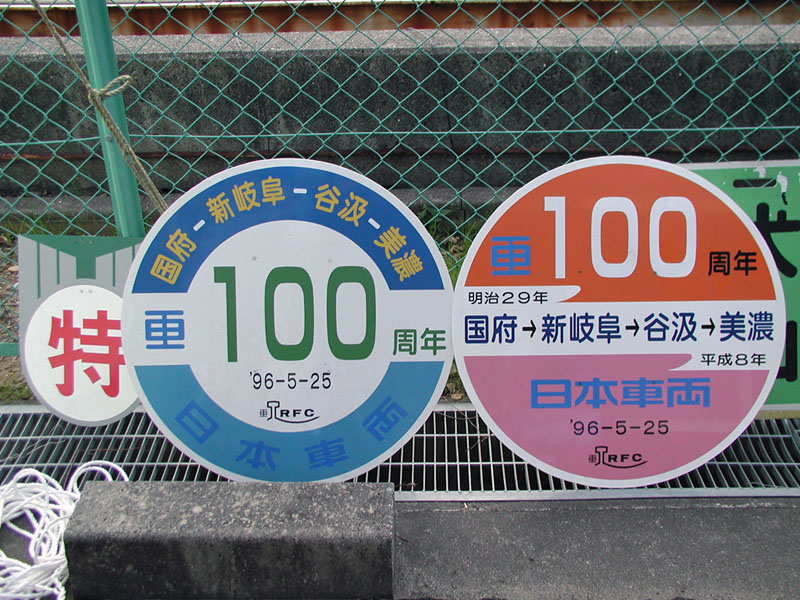 特
国府-新岐阜-谷汲-美濃
車 100 周年
'96-5-25
車 RFC
日本車両
車 100 周年
明治29年
国府→新岐阜→谷汲→美濃
平成8年
日本車両
'96-5-25
車 RFC